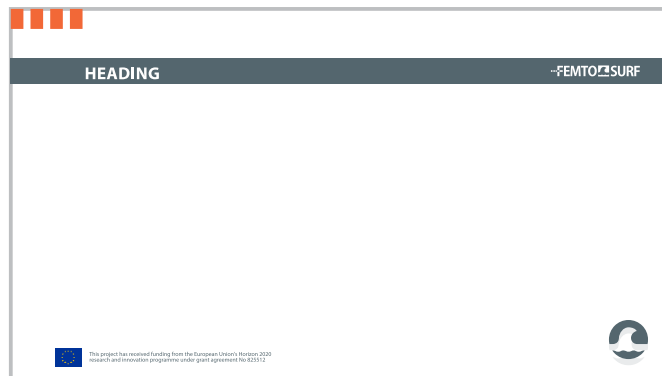 HEADING
FEMTO SURF
This project has received funding from the European Union's Horizon 2020
research and innovation programme under grant agreement No 825512